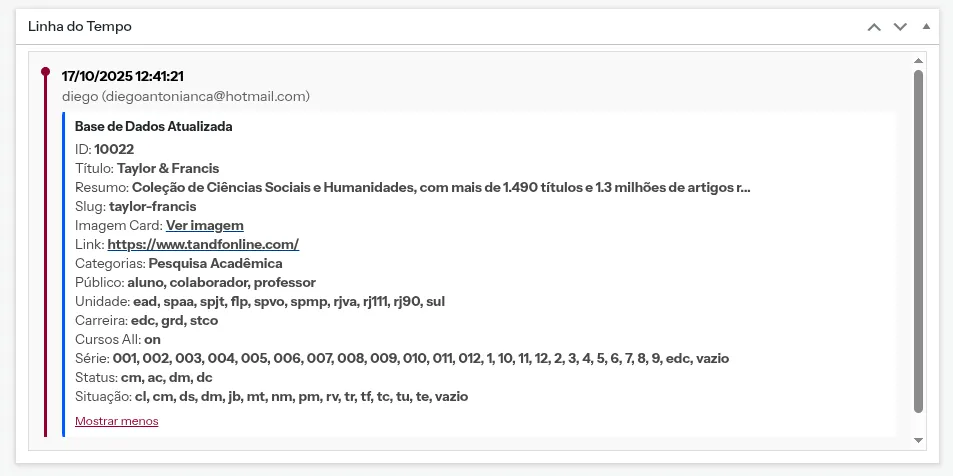 Linha do Tempo
17/10/2025 12:41:21
diego (diegoantonianca@hotmail.com)
Base de Dados Atualizada
ID: 10022
Título: Taylor & Francis
Resumo: Coleção de Ciências Sociais e Humanidades, com mais de 1.490 títulos e 1.3 milhões de artigos r...
Slug: taylor-francis
Imagem Card: Ver imagem
Link: https://www.tandfonline.com/
Categorias: Pesquisa Acadêmica
Público: aluno, colaborador, professor
Unidade: ead, spaa, spjt, flp, spvo, spmp, rjva, rj111, rj90, sul
Carreira: edc, grd, stco
Cursos All: on
Série: 001, 002, 003, 004, 005, 006, 007, 008, 009, 010, 011, 012, 1, 10, 11, 12, 2, 3, 4, 5, 6, 7, 8, 9, edc, vazio
Status: cm, ac, dm, dc
Situação: cl, cm, ds, dm, jb, mt, nm, pm, rv, tr, tf, tc, tu, te, vazio
Mostrar menos